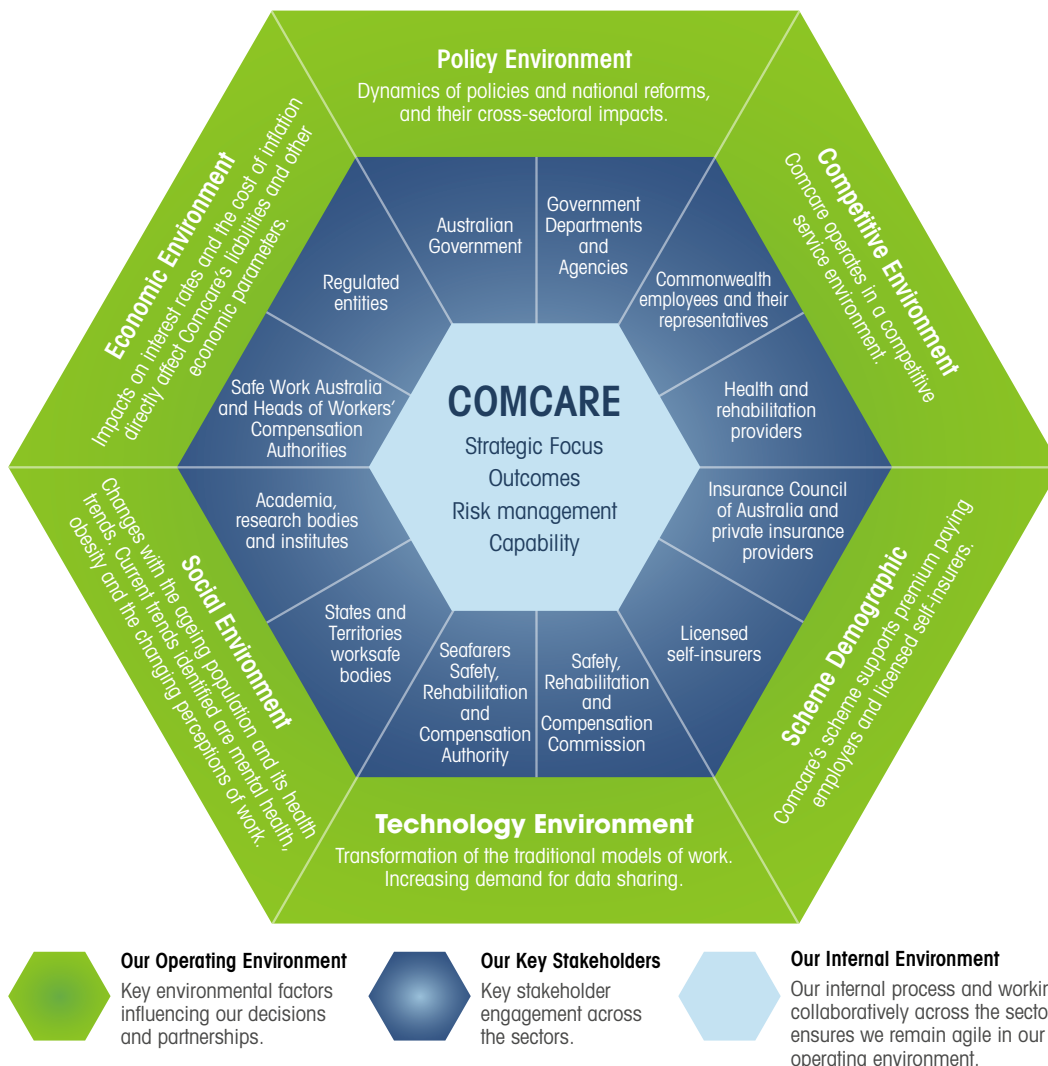 Policy Environment
Dynamics of policies and national reforms,
and their cross-sectoral impacts.
Competitive Environment
Comcare operates in a competitive
service environment.
Scheme Demographic
Comcare's scheme supports premium paying
employers and licensed self-insurers.
Technology Environment
Transformation of the traditional models of work.
Increasing demand for data sharing.
Social Environment
Changes with the ageing population and its health
trends. Current trends identified are mental health,
obesity and the changing perceptions of work.
Economic Environment
Impacts on interest rates and the cost of inflation
directly affect Comcare's liabilities and other
economic parameters.
Australian
Government
Government
Departments
and
Agencies
Commonwealth
employees and their
representatives
Health and
rehabilitation
providers
Insurance Council
of Australia and
private insurance
providers
Licensed
self-insurers
Safety,
Rehabilitation
and
Compensation
Commission
Seafarers
Safety,
Rehabilitation
and
Compensation
Authority
States and
Territories
worksafe
bodies
Academia,
research bodies
and institutes
Safe Work Australia
and Heads of Workers'
Compensation
Authorities
Regulated
entities
COMCARE
Strategic Focus
Outcomes
Risk management
Capability
Our Operating Environment
Key environmental factors
influencing our decisions
and partnerships.
Our Key Stakeholders
Key stakeholder
engagement across
the sectors.
Our Internal Environment
Our internal process and workin
collaboratively across the secto
ensures we remain agile in our
operating environment.